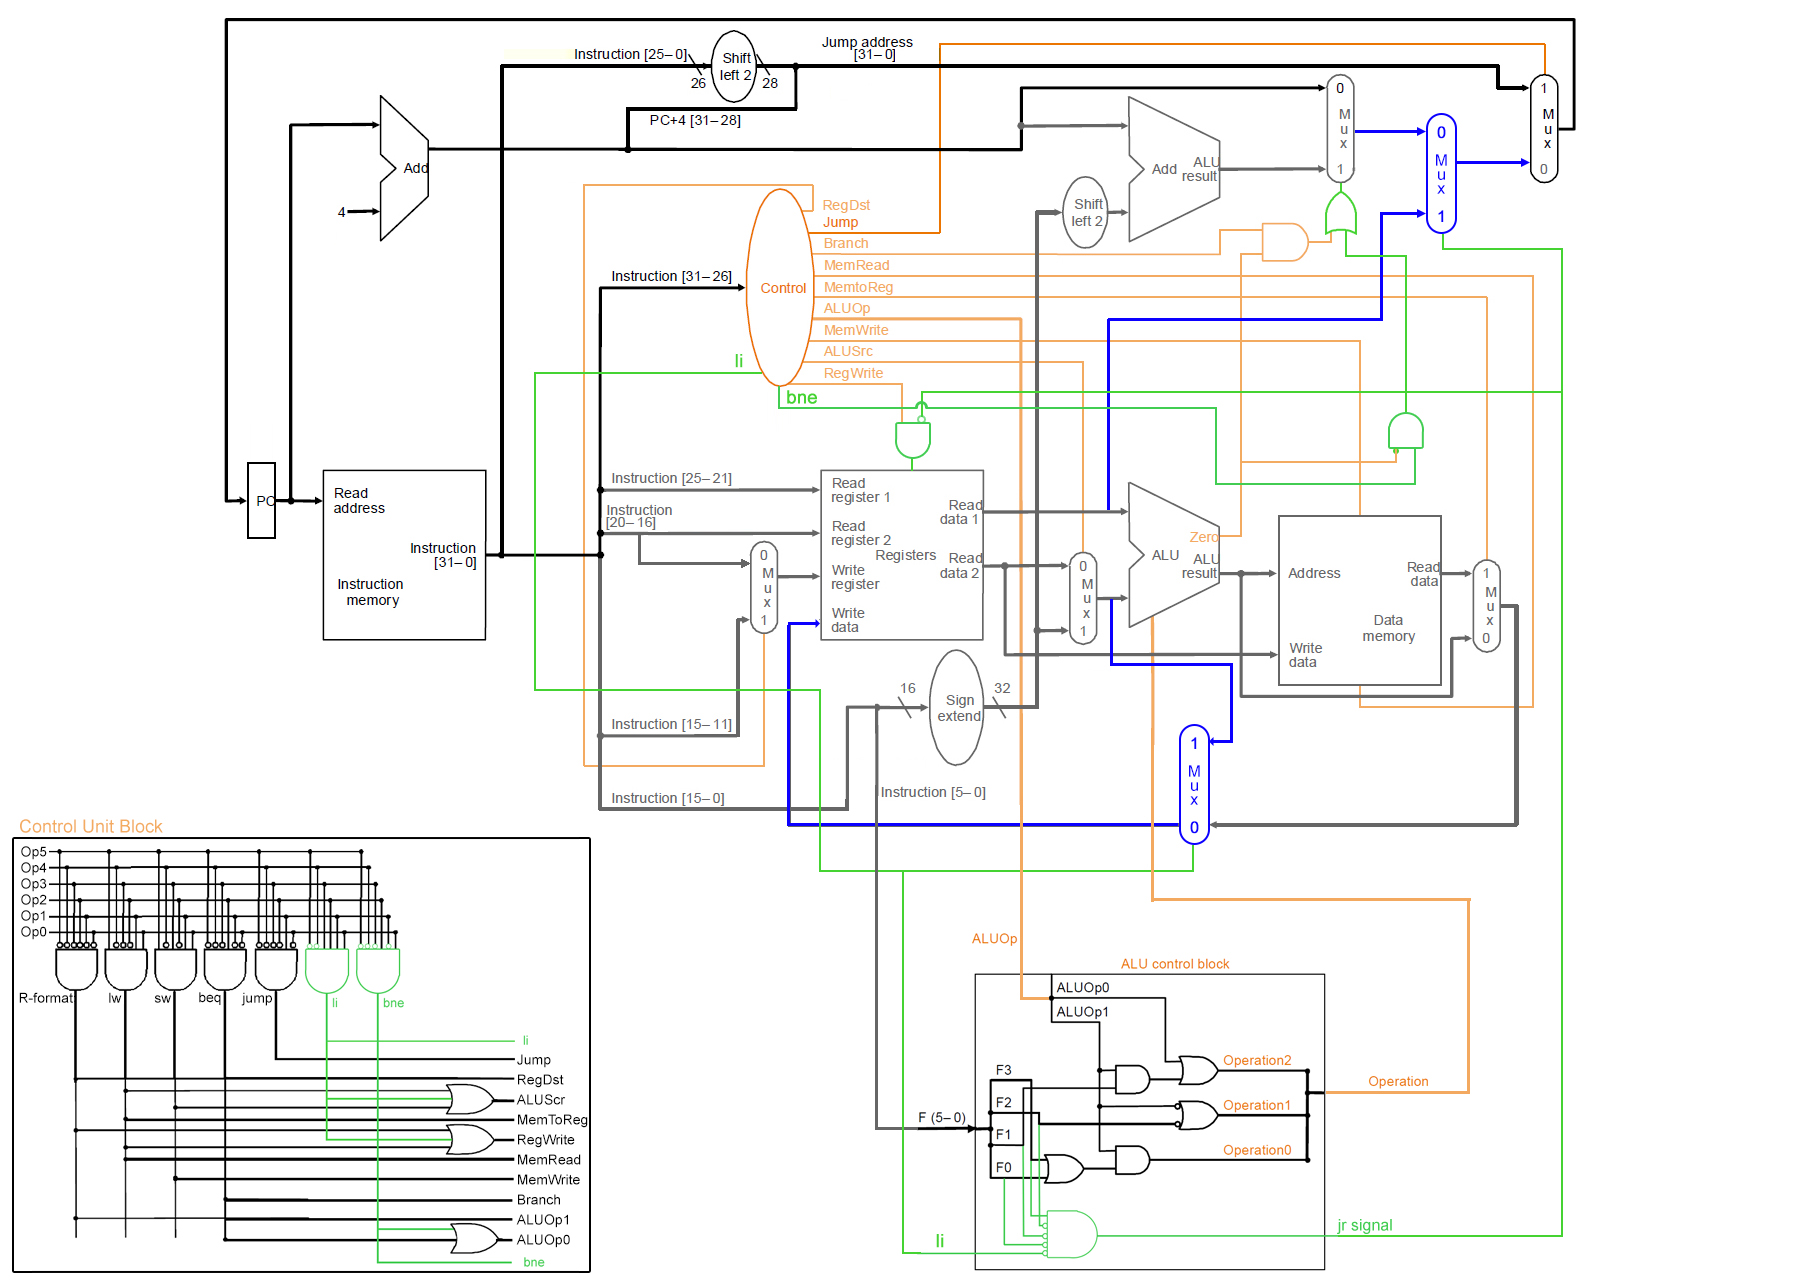 Instruction [25–0]
Shift
left 2
26
28
Jump address
[31–0]
PC+4 [31–28]
Add
4
0
M
u
x
1
0
M
u
x
1
1
M
u
x
0
Add
ALU
result
Shift
left 2
RegDst
Jump
Branch
MemRead
MemtoReg
ALUOp
MemWrite
ALUSrc
RegWrite
Control
Instruction [31–26]
li
bne
PC
Read
address
Instruction
[31–0]
Instruction
memory
Instruction [25–21]
Instruction
[20–16]
0
M
u
x
1
Read
register 1
Read
register 2
Write
register
Write
data
Registers
Read
data 1
Read
data 2
0
M
u
x
1
Zero
ALU
ALU
result
Address
Read
data
Data
memory
Write
data
1
M
u
x
0
16
Sign
extend
32
Instruction [15–11]
Instruction [15–0]
Instruction [5–0]
1
M
u
x
0
Control Unit Block
Op5
Op4
Op3
Op2
Op1
Op0
R-format
lw
sw
beq
jump
li
bne
li
Jump
RegDst
ALUScr
MemToReg
RegWrite
MemRead
MemWrite
Branch
ALUOp1
ALUOp0
bne
ALUOp
ALU control block
ALUOp0
ALUOp1
F3
F2
F1
F0
F (5–0)
Operation2
Operation1
Operation0
Operation
li
jr signal